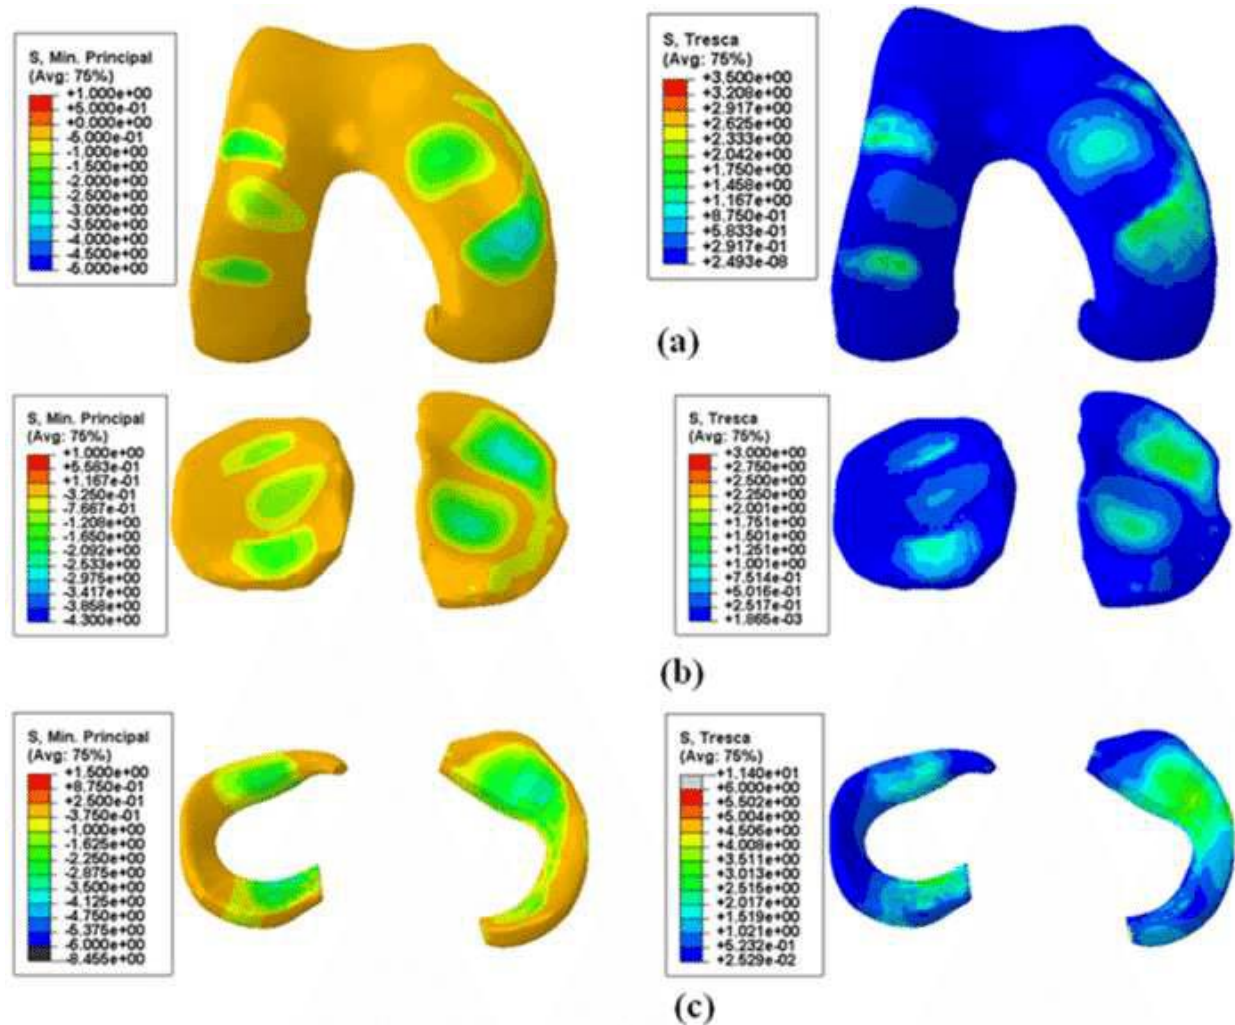 S, Min. Principal
(Avg: 75%)
+1.000e+00
+5.000e-01
+0.000e+00
-5.000e-01
-1.000e+00
-1.500e+00
-2.000e+00
-2.500e+00
-3.000e+00
-3.500e+00
-4.000e+00
-4.500e+00
-5.000e+00
S, Tresca
(Avg: 75%)
+3.500e+00
+3.208e+00
+2.917e+00
+2.625e+00
+2.333e+00
+2.042e+00
+1.750e+00
+1.458e+00
+1.167e+00
+8.750e-01
+5.833e-01
+2.917e-01
+2.493e-08
(a)
S, Min. Principal
(Avg: 75%)
+1.000e+00
+5.583e-01
+1.167e-01
-3.250e-01
-7.667e-01
-1.208e+00
-1.650e+00
-2.092e+00
-2.533e+00
-2.975e+00
-3.417e+00
-3.858e+00
-4.300e+00
S, Tresca
(Avg: 75%)
+3.000e+00
+2.750e+00
+2.500e+00
+2.250e+00
+2.001e+00
+1.751e+00
+1.501e+00
+1.251e+00
+1.001e+00
+7.514e-01
+5.016e-01
+2.517e-01
+1.865e-03
(b)
S, Min. Principal
(Avg: 75%)
+1.500e+00
+8.750e-01
+2.500e-01
-3.750e-01
-1.000e+00
-1.625e+00
-2.250e+00
-2.875e+00
-3.500e+00
-4.125e+00
-4.750e+00
-5.375e+00
-6.000e+00
-8.455e+00
S, Tresca
(Avg: 75%)
+1.140e+01
+6.000e+00
+5.502e+00
+5.004e+00
+4.506e+00
+4.008e+00
+3.511e+00
+3.013e+00
+2.515e+00
+2.017e+00
+1.519e+00
+1.021e+00
+5.232e-01
+2.529e-02
(c)